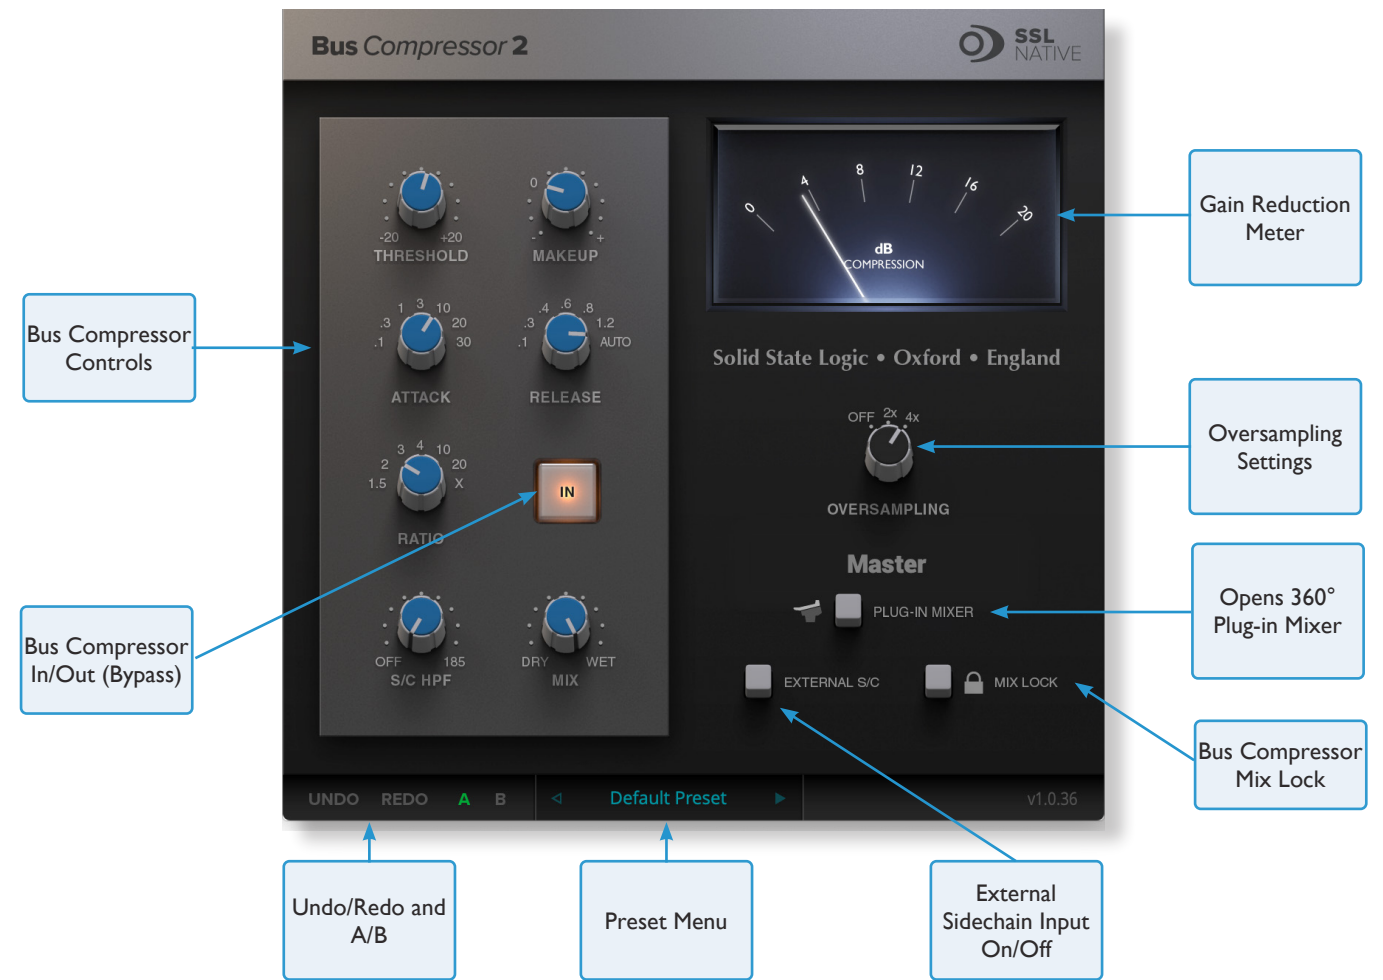 Bus Compressor 2
SSL
NATIVE
0
4
8
12
16
20
dB
COMPRESSION
-20
+20
THRESHOLD
0
-
+
MAKEUP
.1
.3
1
3
10
20
30
ATTACK
.1
.3
.4
.6
.8
1.2
AUTO
RELEASE
1.5
2
3
4
10
20
X
RATIO
IN
OFF
185
S/C HPF
DRY
WET
MIX
Solid State Logic • Oxford • England
OFF
2x
4x
OVERSAMPLING
Master
PLUG-IN MIXER
EXTERNAL S/C
MIX LOCK
UNDO
REDO
A
B
Default Preset
v1.0.36
Bus Compressor
Controls
Bus Compressor
In/Out (Bypass)
Gain Reduction
Meter
Oversampling
Settings
Opens 360°
Plug-in Mixer
Bus Compressor
Mix Lock
Undo/Redo and
A/B
Preset Menu
External
Sidechain Input
On/Off